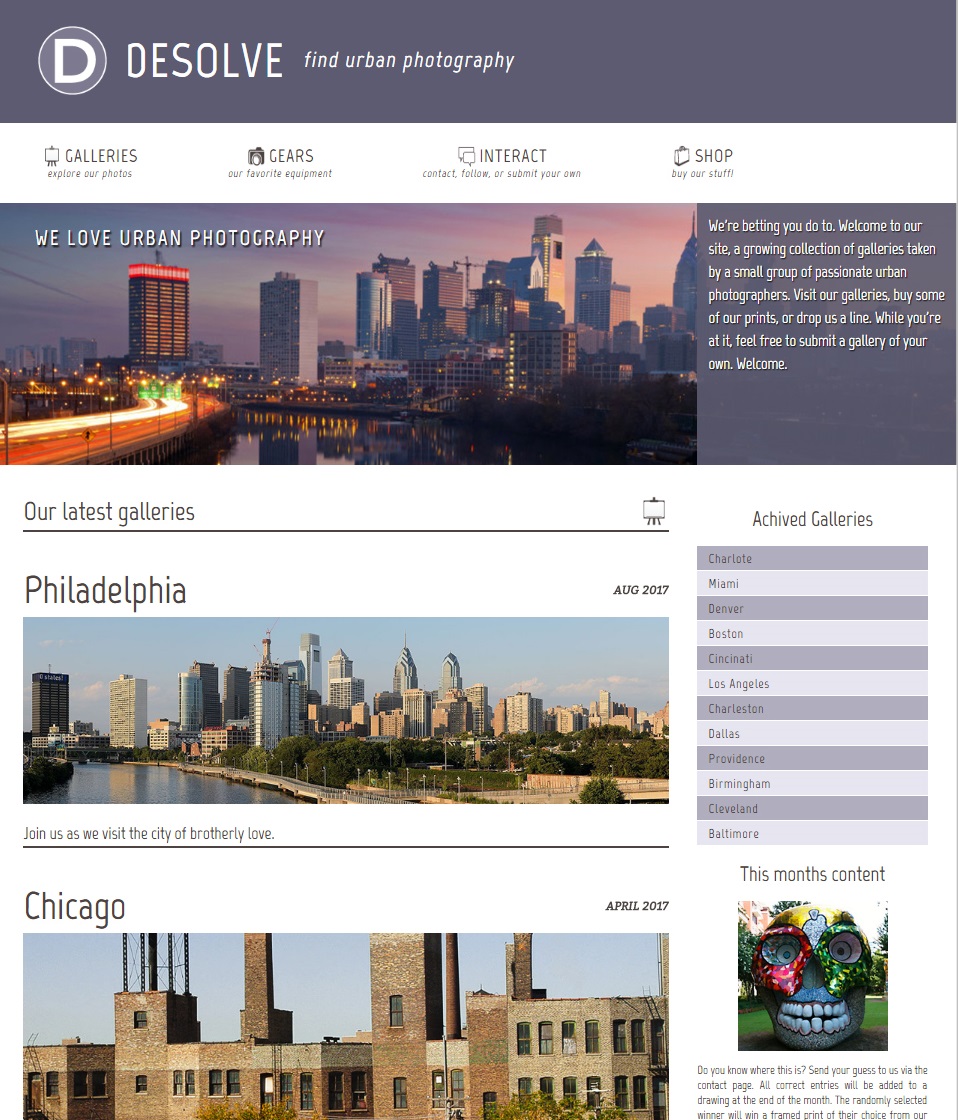 D
DESOLVE find urban photography
GALLERIES
explore our photos
GEARS
our favorite equipment
INTERACT
contact, follow, or submit your own
SHOP
buy our stuff!
WE LOVE URBAN PHOTOGRAPHY
We're betting you do to. Welcome to our
site, a growing collection of galleries taken
by a small group of passionate urban
photographers. Visit our galleries, buy some
of our prints, or drop us a line. While you're
at it, feel free to submit a gallery of your
own. Welcome.
Our latest galleries
Philadelphia
AUG 2017
Join us as we visit the city of brotherly love.
Chicago
APRIL 2017
Achived Galleries
Charlote
Miami
Denver
Boston
Cincinati
Los Angeles
Charleston
Dallas
Providence
Birmingham
Cleveland
Baltimore
This months content
Do you know where this is? Send your guess to us via the
contact page. All correct entries will be added to a
drawing at the end of the month. The randomly selected
winner will win a framed print of their choice from our